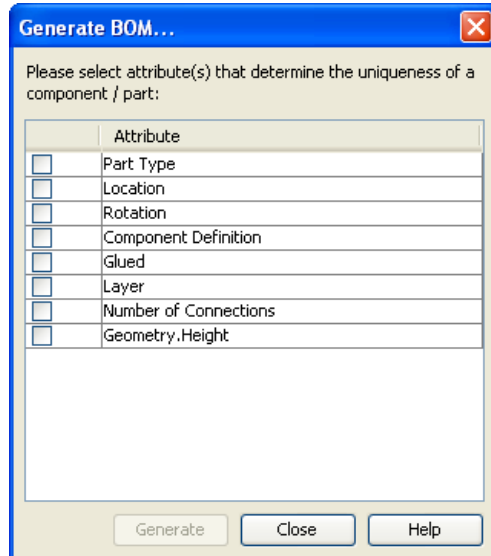 Generate BOM...
Please select attribute(s) that determine the uniqueness of a
component / part:
Attribute
Part Type
Location
Rotation
Component Definition
Glued
Layer
Number of Connections
Geometry.Height
Generate Close Help